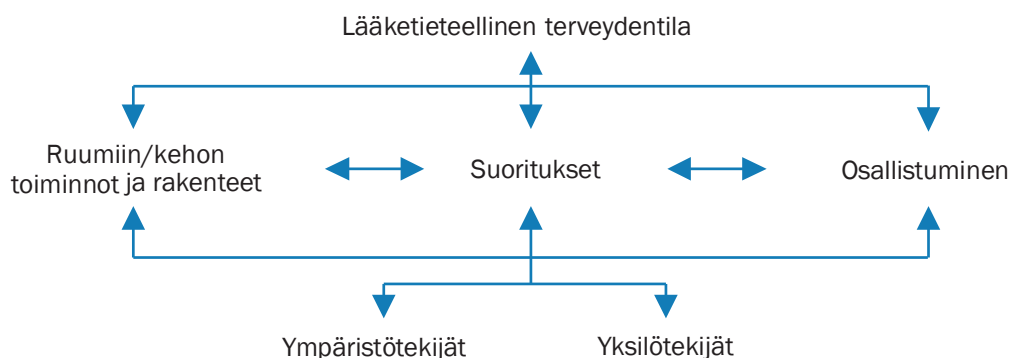 Lääketieteellinen terveydentila
Ruumiin/kehon
toiminnot ja rakenteet
Suoritukset
Osallistuminen
Ympäristötekijät
Yksilötekijät